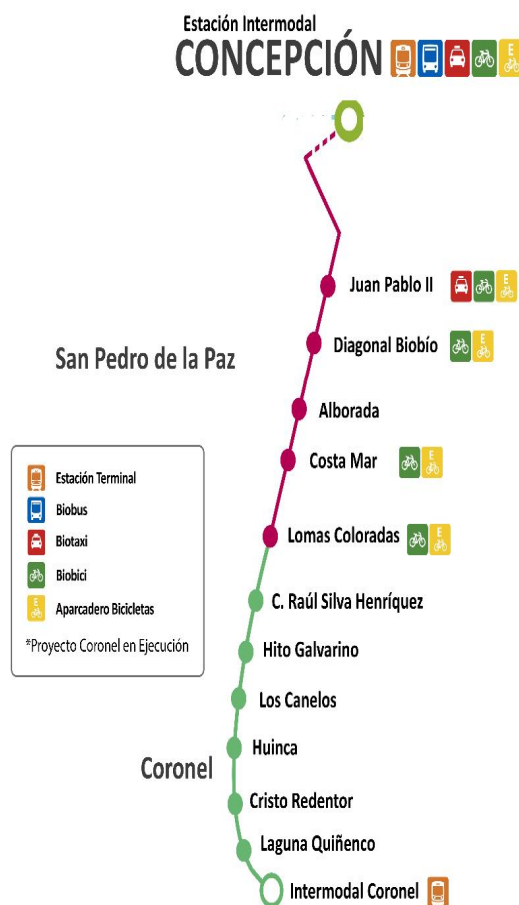 Estación Intermodal
CONCEPCIÓN
E
Juan Pablo II
E
Diagonal Biobío
E
San Pedro de la Paz
Alborada
Costa Mar
E
Estación Terminal
Biobus
Biotaxi
Biobici
E Aparcadero Bicicletas
*Proyecto Coronel en Ejecución
Lomas Coloradas
E
C. Raúl Silva Henríquez
Hito Galvarino
Los Canelos
Huinca
Coronel
Cristo Redentor
Laguna Quiñenco
Intermodal Coronel